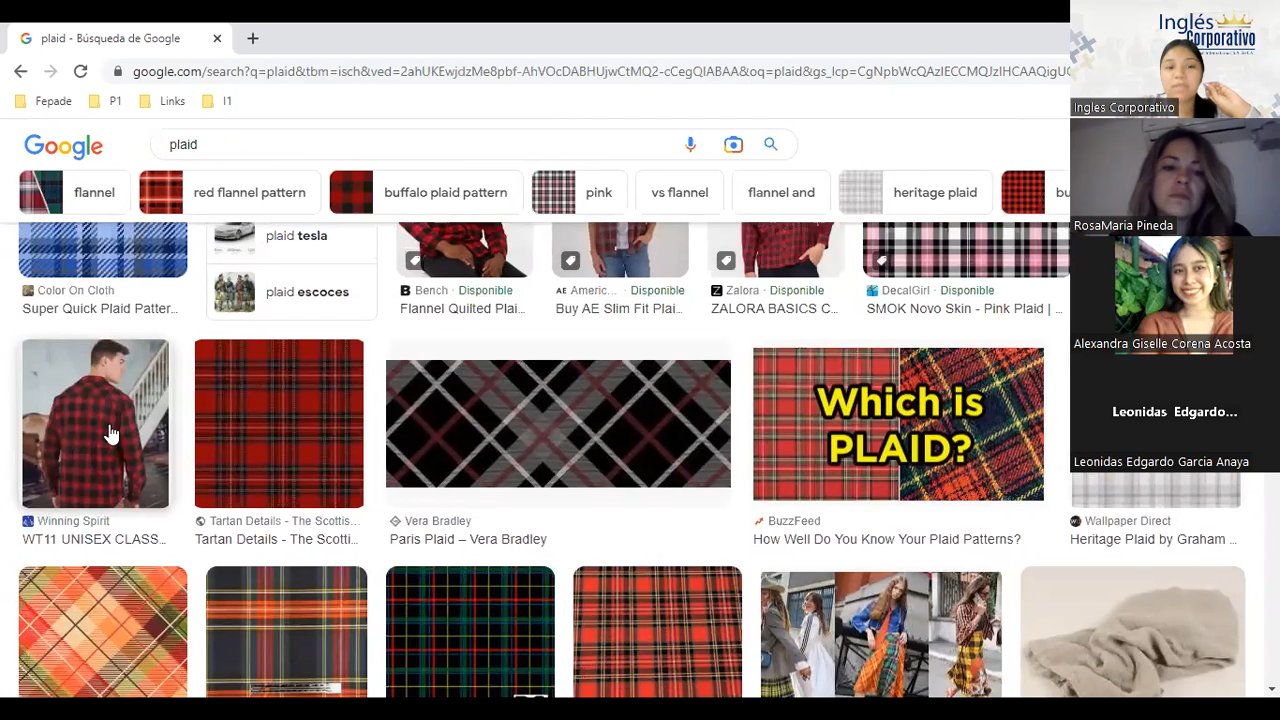 plaid - Búsqueda de Google
google.com/search?q=plaid&tbm=isch&ved=2ahUKEwjdxMe89bf-AhVOcDABHUjwCtMQ2-cCegQIABAA&oq=plaid&gs_lcp=CgNpbWcQAzIECCMQJzIHCAAQigUQ
Fepade
P1
Links
I1
Google
plaid
flannel
red flannel pattern
buffalo plaid pattern
pink
vs flannel
flannel and
heritage plaid
bu
plaid tesla
plaid escoces
Color On Cloth
Super Quick Plaid Patter...
Bench · Disponible
Flannel Quilted Plai...
AE Americ... · Disponible
Buy AE Slim Fit Plai...
Zalora · Disponible
ZALORA BASICS C...
DecalGirl · Disponible
SMOK Novo Skin - Pink Plaid | ...
Which is
PLAID?
Winning Spirit
WT11 UNISEX CLASS...
Tartan Details - The Scottis...
Tartan Details - The Scotti...
Vera Bradley
Paris Plaid – Vera Bradley
BuzzFeed
How Well Do You Know Your Plaid Patterns?
Wallpaper Direct
Heritage Plaid by Graham ...
Inglés
Corporativo
Ingles Corporativo
RosaMaria Pineda
Alexandra Giselle Corena Acosta
Leonidas Edgardo...
Leonidas Edgardo Garcia Anaya